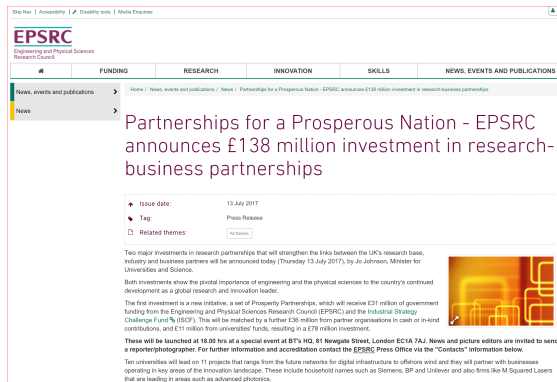 Skip Nav | Accessibility | Disability tools | Media Enquiries
EPSRC
Engineering and Physical Sciences
Research Council
FUNDING RESEARCH INNOVATION SKILLS NEWS, EVENTS AND PUBLICATIONS
News, events and publications
News
Home / News, events and publications / News / Partnerships for a Prosperous Nation - EPSRC announces £138 million investment in research-business partnerships
Partnerships for a Prosperous Nation - EPSRC
announces £138 million investment in research-
business partnerships
Issue date: 13 July 2017
Tag: Press Release
Related themes:
Two major investments in research partnerships that will strengthen the links between the UK's research base,
industry and business partners will be announced today (Thursday 13 July 2017), by Jo Johnson, Minister for
Universities and Science.
Both investments show the pivotal importance of engineering and the physical sciences to the country's continued
development as a global research and innovation leader.
The first investment is a new initiative, a set of Prosperity Partnerships, which will receive £31 million of government
funding from the Engineering and Physical Sciences Research Council (EPSRC) and the Industrial Strategy
Challenge Fund (ISCF). This will be matched by a further £36 million from partner organisations in cash or in-kind
contributions, and £11 million from universities' funds, resulting in a £78 million investment.
These will be launched at 18.00 hrs at a special event at BT's HQ, 81 Newgate Street, London EC1A 7AJ. News and picture editors are invited to send
a reporter/photographer. For further information and accreditation contact the EPSRC Press Office via the "Contacts" information below.
Ten universities will lead on 11 projects that range from the future networks for digital infrastructure to offshore wind and they will partner with businesses
operating in key areas of the innovation landscape. These include household names such as Siemens, BP and Unilever and also firms like M Squared Lasers
that are leading in areas such as advanced photonics.